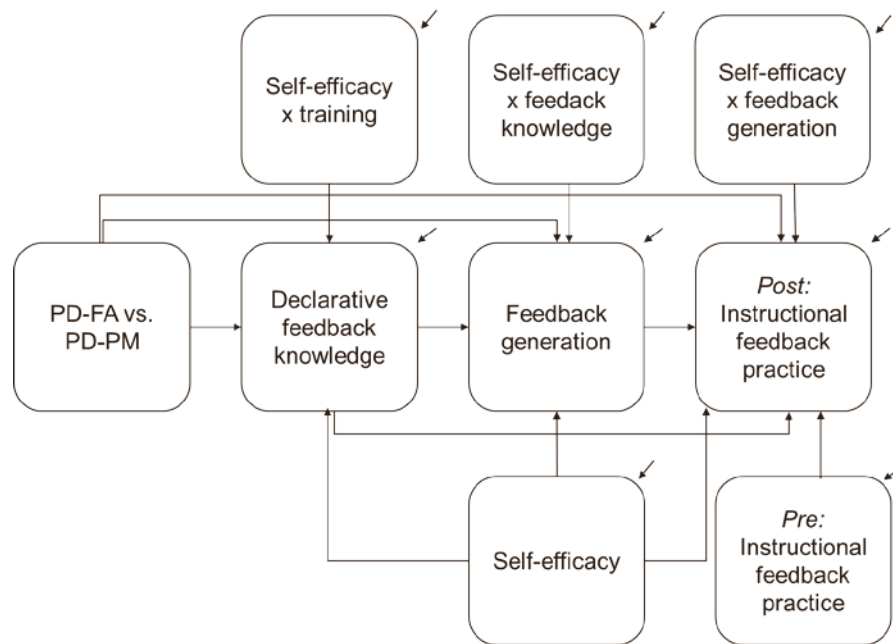 Self-efficacy
x training
Self-efficacy
x feedack
knowledge
Self-efficacy
x feedback
generation
PD-FA vs.
PD-PM
Declarative
feedback
knowledge
Feedback
generation
Post:
Instructional
feedback
practice
Self-efficacy
Pre:
Instructional
feedback
practice